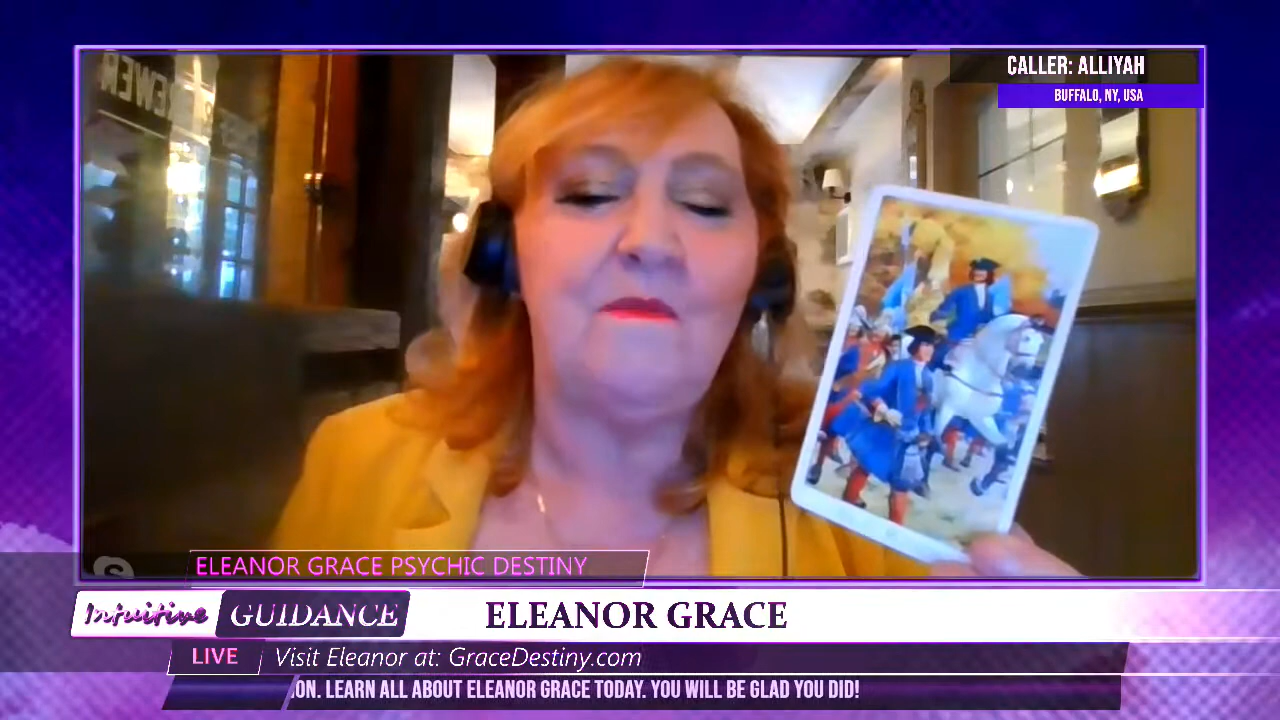 CALLER: ALLIYAH
BUFFALO, NY, USA
BREWER
ELEANOR GRACE PSYCHIC DESTINY
Intuitive GUIDANCE
ELEANOR GRACE
LIVE
Visit Eleanor at: GraceDestiny.com
ON. LEARN ALL ABOUT ELEANOR GRACE TODAY. YOU WILL BE GLAD YOU DID!